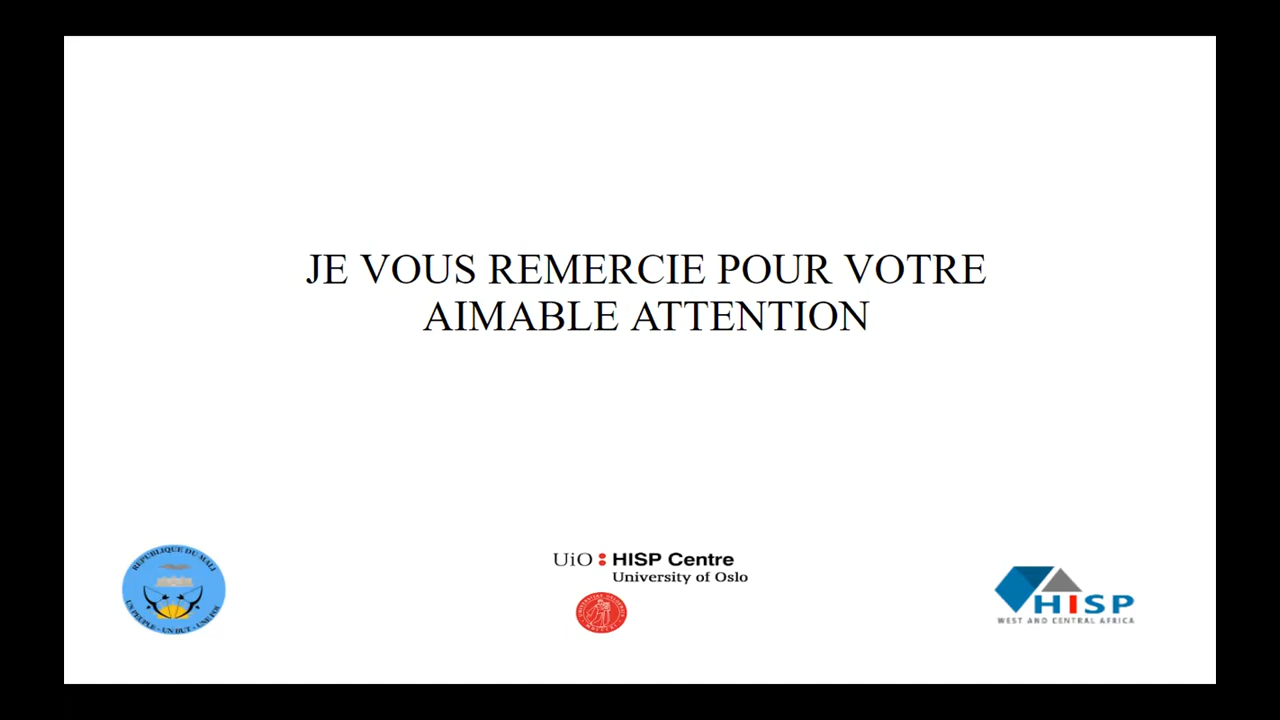 JE VOUS REMERCIE POUR VOTRE
AIMABLE ATTENTION
REPUBLIQUE DU MALI
UN PEUPLE - UN BUT - UNE FOI
UiO HISP Centre
University of Oslo
HISP
WEST AND CENTRAL AFRICA